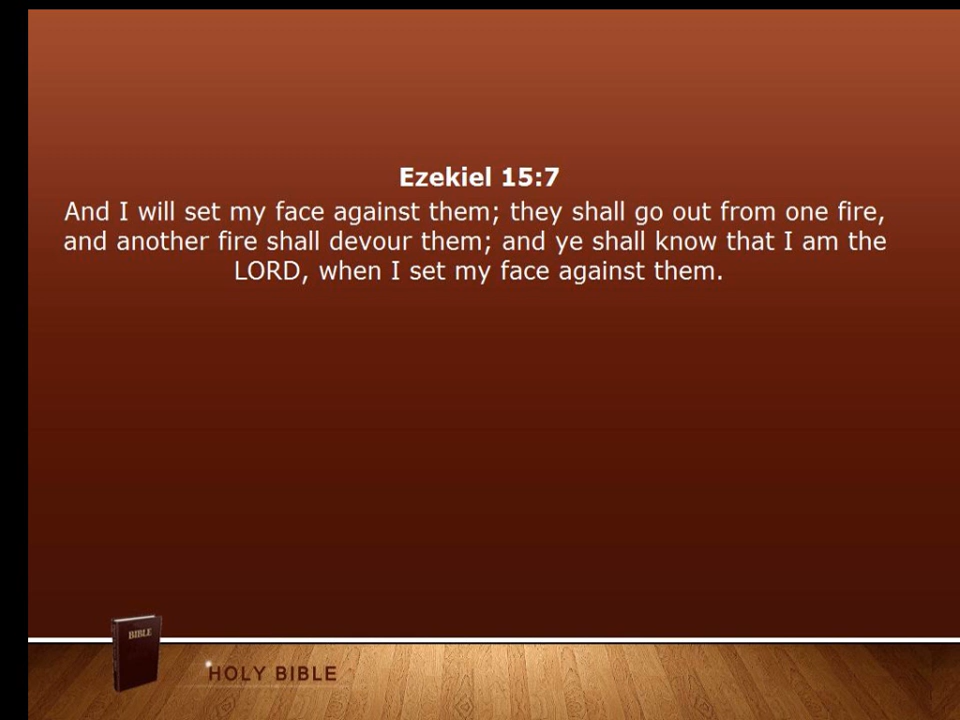 Ezekiel 15:7
And I will set my face against them; they shall go out from one fire,
and another fire shall devour them; and ye shall know that I am the
LORD, when I set my face against them.
BIBLE
HOLY BIBLE